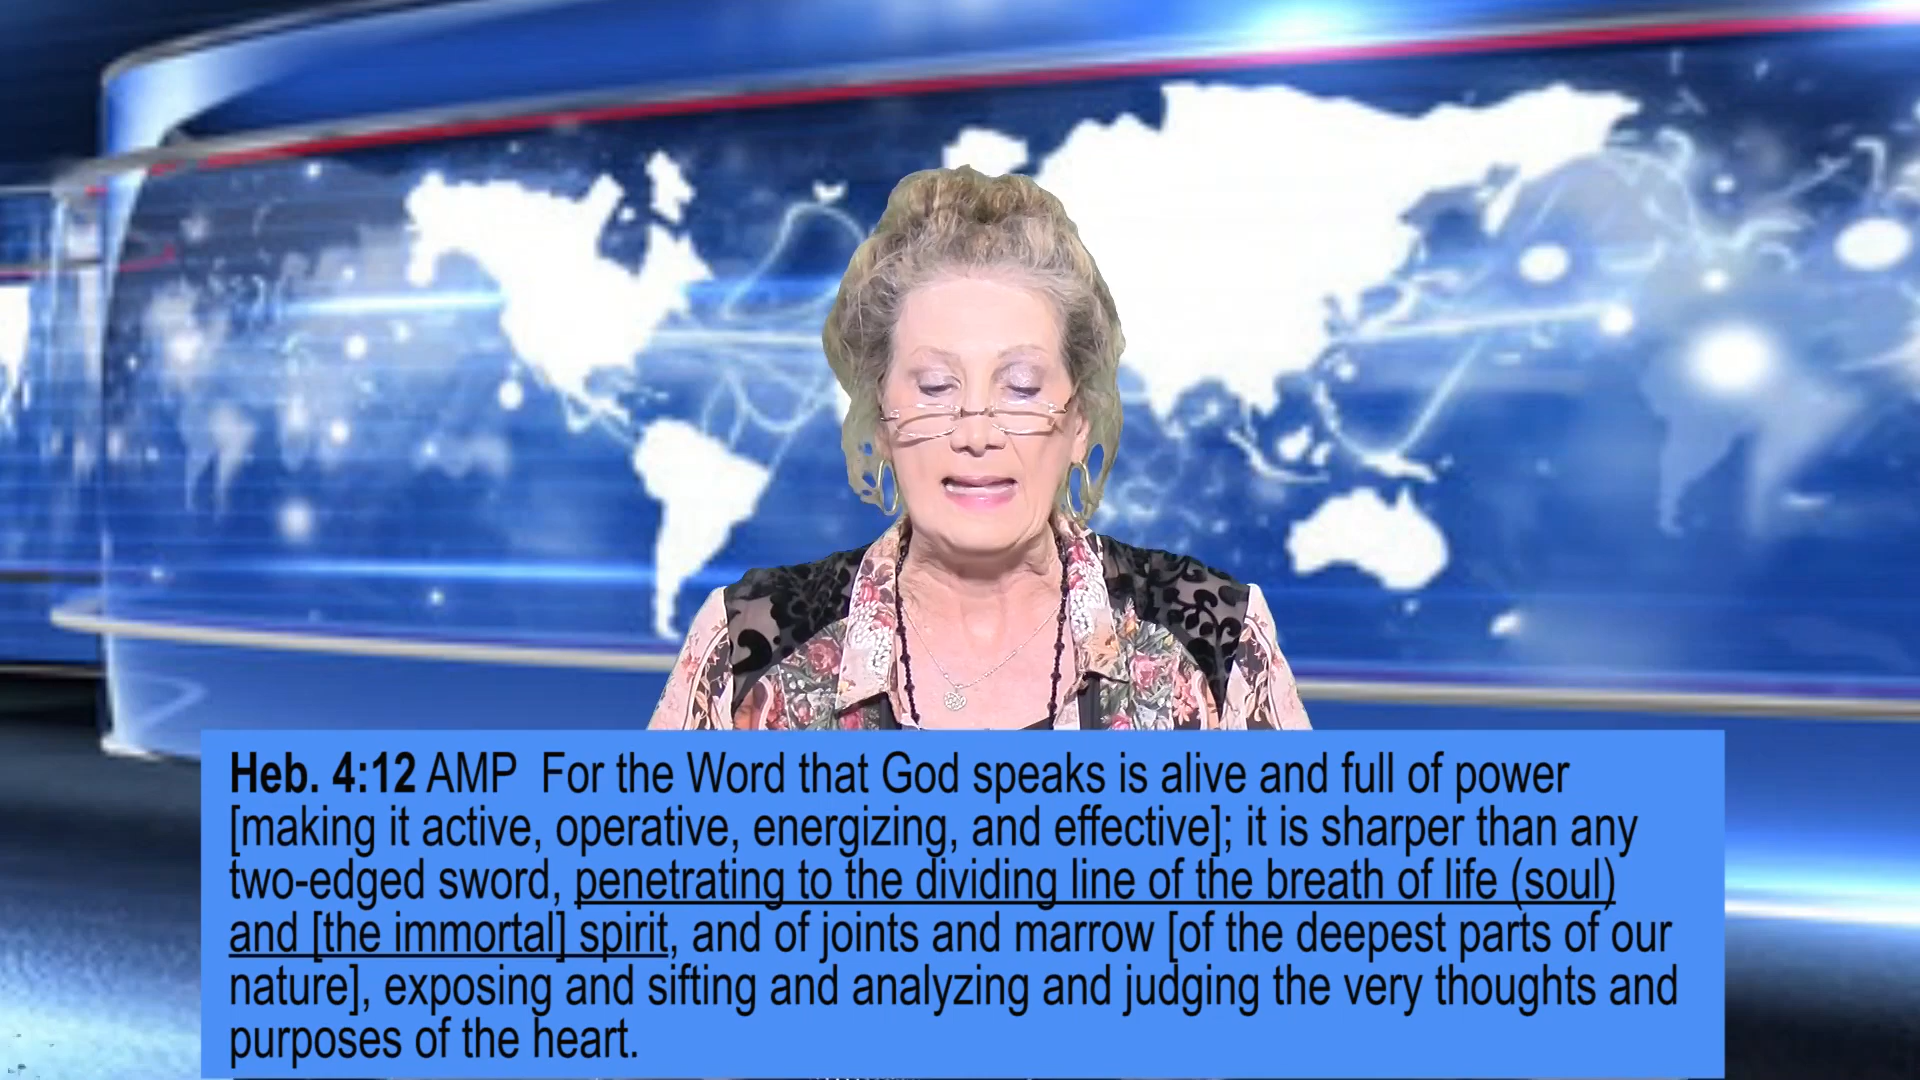 Heb. 4:12 AMP  For the Word that God speaks is alive and full of power
[making it active, operative, energizing, and effective]; it is sharper than any
two-edged sword, penetrating to the dividing line of the breath of life (soul)
and [the immortal] spirit, and of joints and marrow [of the deepest parts of our
nature], exposing and sifting and analyzing and judging the very thoughts and
purposes of the heart.